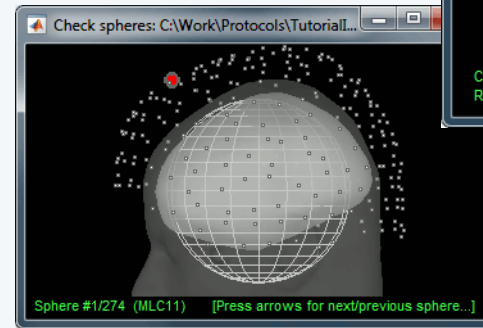 Check spheres: C:\Work\Protocols\TutorialI...
C
R
Sphere #1/274 (MLC11) [Press arrows for next/previous sphere...]